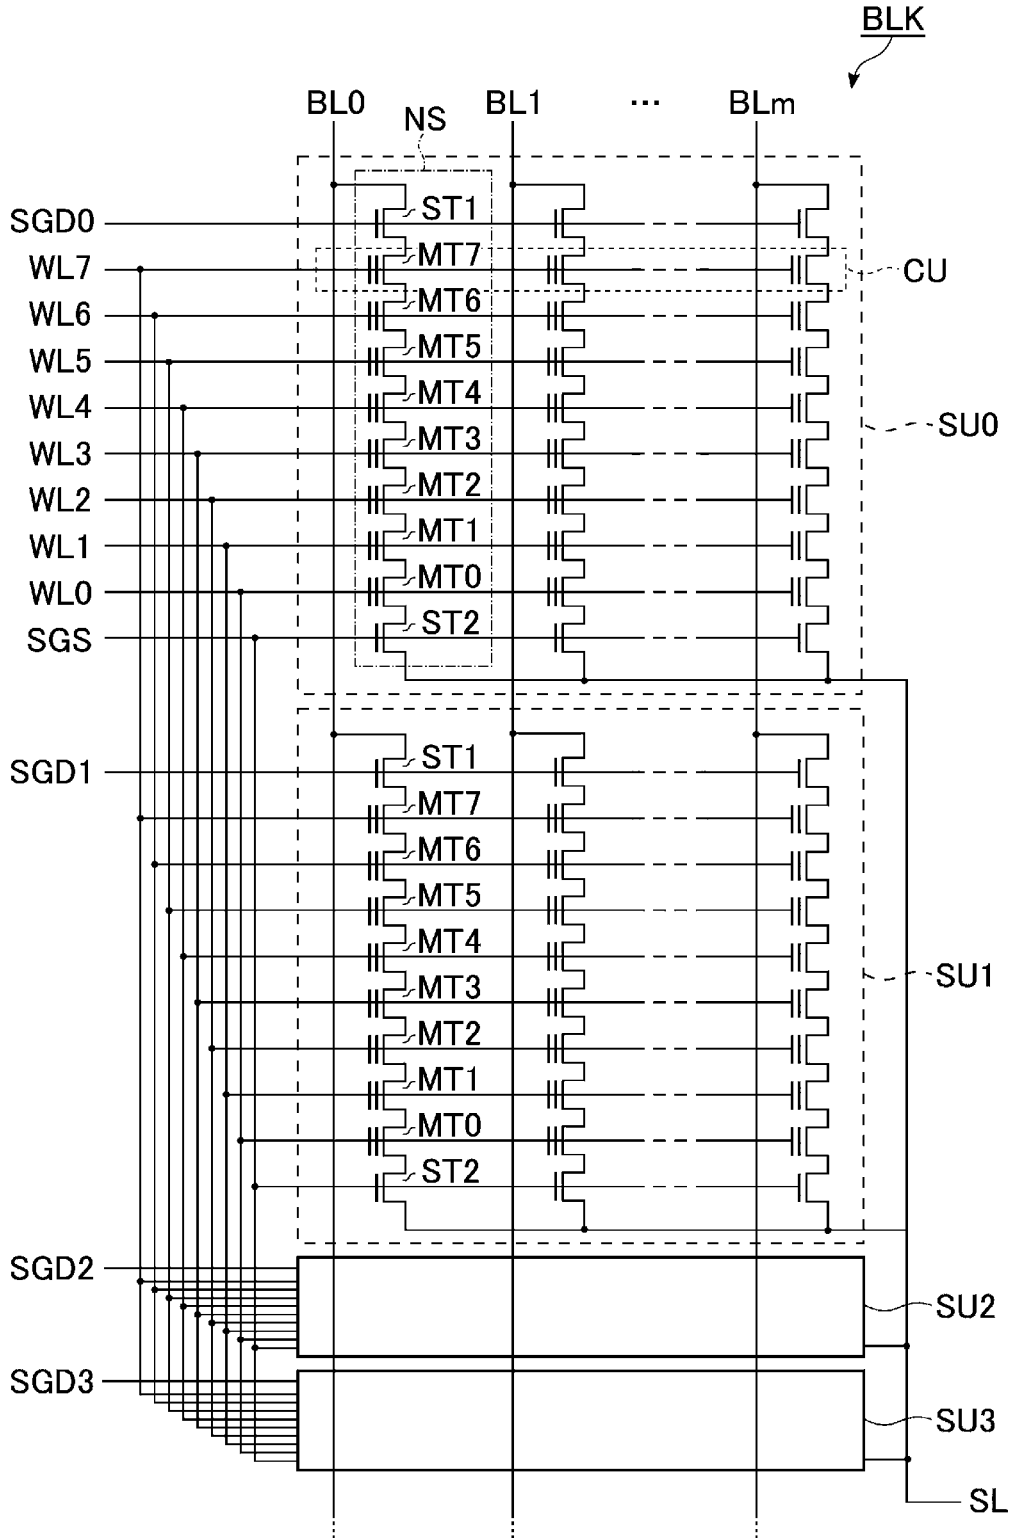 BLK
BL0 BL1 ... BLm
NS
SGD0 ST1
WL7 MT7 CU
WL6 MT6
WL5 MT5
WL4 MT4 SU0
WL3 MT3
WL2 MT2
WL1 MT1
WL0 MT0
SGS ST2
SGD1 ST1
MT7
MT6
MT5
MT4
MT3 SU1
MT2
MT1
MT0
ST2
SGD2
SU2
SGD3
SU3
SL